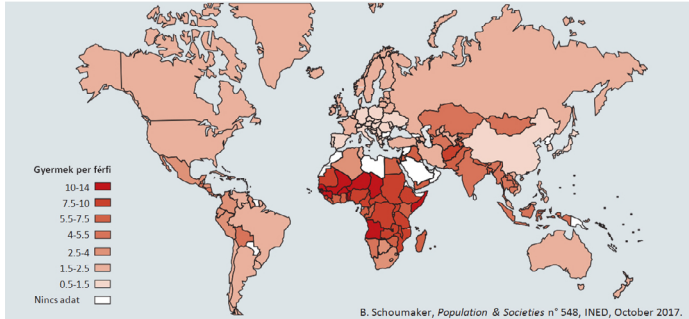 Gyermek per férfi
10-14
7.5-10
5.5-7.5
4-5.5
2.5-4
1.5-2.5
0.5-1.5
Nincs adat
B. Schoumaker, Population & Societies n° 548, INED, October 2017.